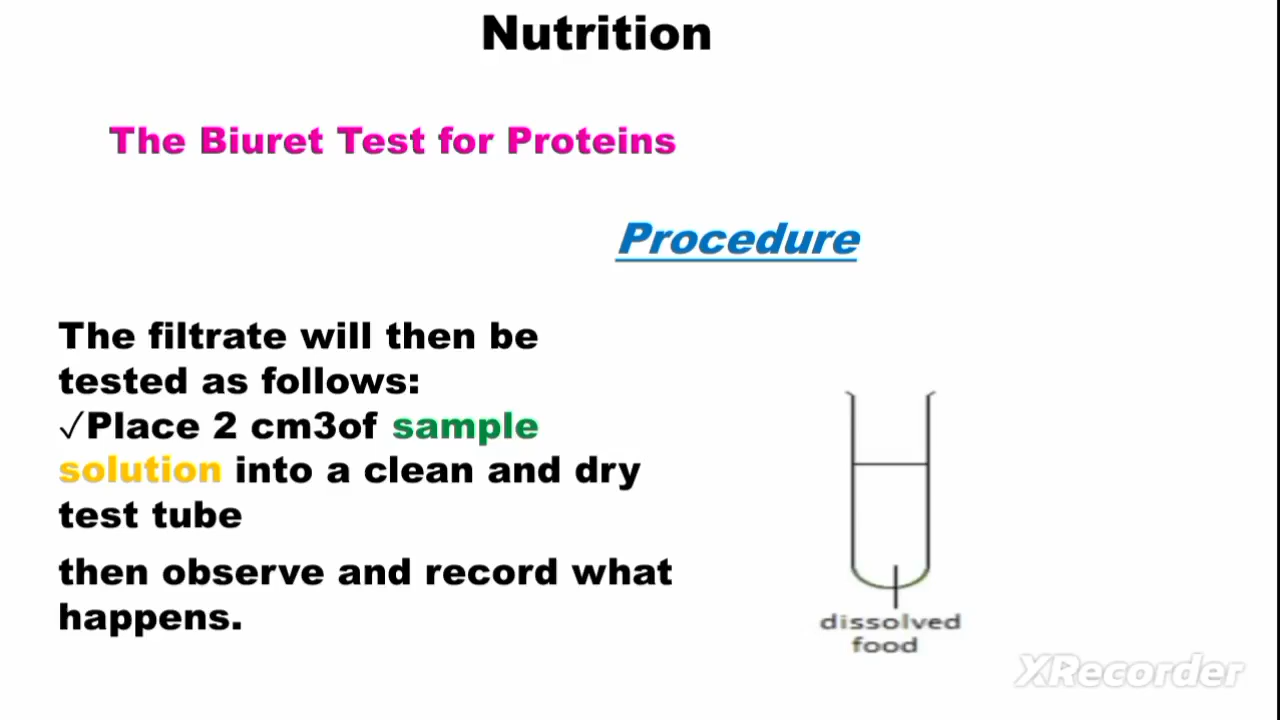 Nutrition
The Biuret Test for Proteins
Procedure
The filtrate will then be
tested as follows:
✓Place 2 cm3of sample
solution into a clean and dry
test tube
then observe and record what
happens.
dissolved
food
XRecorder